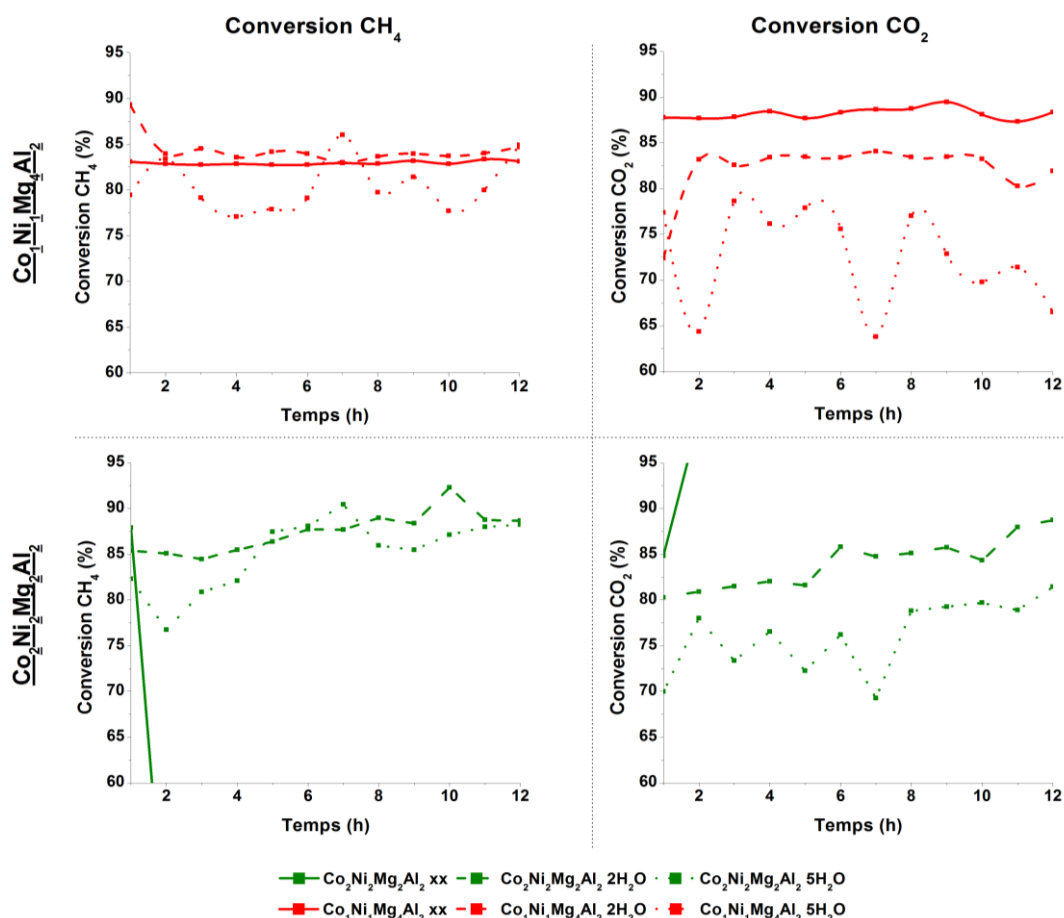 Conversion CH₄
Conversion CO₂
Co₁Ni₁Mg₄Al₂
Conversion CH₄ (%)
95
90
85
80
75
70
65
60
2 4 6 8 10 12
Temps (h)
Conversion CO₂ (%)
95
90
85
80
75
70
65
60
2 4 6 8 10 12
Temps (h)
Co₂Ni₂Mg₂Al₂
Conversion CH₄ (%)
95
90
85
80
75
70
65
60
2 4 6 8 10 12
Temps (h)
Conversion CO₂ (%)
95
90
85
80
75
70
65
60
2 4 6 8 10 12
Temps (h)
Co₂Ni₂Mg₂Al₂ xx Co₂Ni₂Mg₂Al₂ 2H₂O Co₂Ni₂Mg₂Al₂ 5H₂O
Co₁Ni₁Mg₄Al₂ xx Co₁Ni₁Mg₄Al₂ 2H₂O Co₁Ni₁Mg₄Al₂ 5H₂O